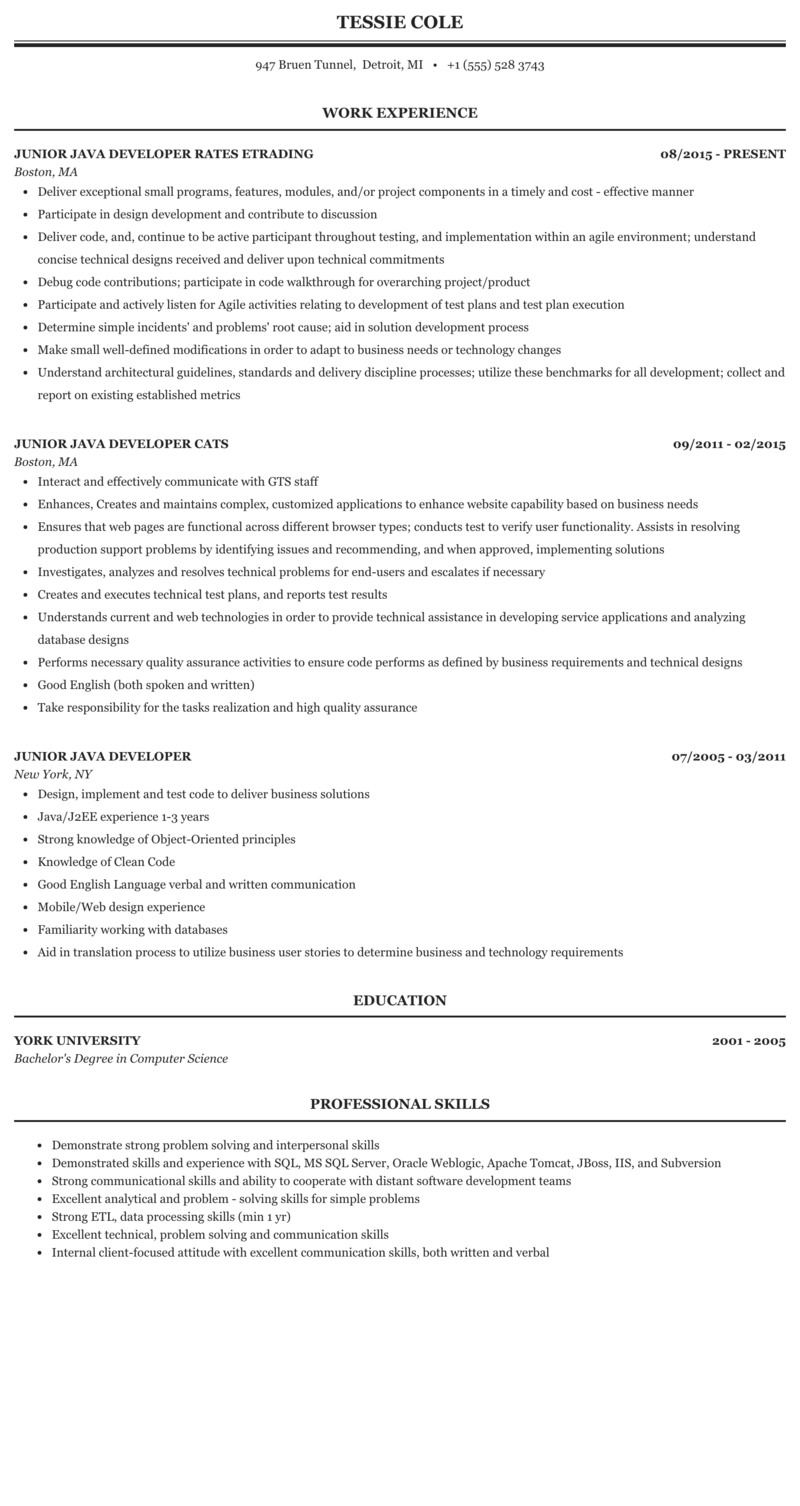 TESSIE COLE
947 Bruen Tunnel, Detroit, MI • +1 (555) 528 3743
WORK EXPERIENCE
JUNIOR JAVA DEVELOPER RATES ETRADING 08/2015 - PRESENT
Boston, MA
• Deliver exceptional small programs, features, modules, and/or project components in a timely and cost - effective manner
• Participate in design development and contribute to discussion
• Deliver code, and, continue to be active participant throughout testing, and implementation within an agile environment; understand
concise technical designs received and deliver upon technical commitments
• Debug code contributions; participate in code walkthrough for overarching project/product
• Participate and actively listen for Agile activities relating to development of test plans and test plan execution
• Determine simple incidents' and problems' root cause; aid in solution development process
• Make small well-defined modifications in order to adapt to business needs or technology changes
• Understand architectural guidelines, standards and delivery discipline processes; utilize these benchmarks for all development; collect and
report on existing established metrics
JUNIOR JAVA DEVELOPER CATS 09/2011 - 02/2015
Boston, MA
• Interact and effectively communicate with GTS staff
• Enhances, Creates and maintains complex, customized applications to enhance website capability based on business needs
• Ensures that web pages are functional across different browser types; conducts test to verify user functionality. Assists in resolving
production support problems by identifying issues and recommending, and when approved, implementing solutions
• Investigates, analyzes and resolves technical problems for end-users and escalates if necessary
• Creates and executes technical test plans, and reports test results
• Understands current and web technologies in order to provide technical assistance in developing service applications and analyzing
database designs
• Performs necessary quality assurance activities to ensure code performs as defined by business requirements and technical designs
• Good English (both spoken and written)
• Take responsibility for the tasks realization and high quality assurance
JUNIOR JAVA DEVELOPER 07/2005 - 03/2011
New York, NY
• Design, implement and test code to deliver business solutions
• Java/J2EE experience 1-3 years
• Strong knowledge of Object-Oriented principles
• Knowledge of Clean Code
• Good English Language verbal and written communication
• Mobile/Web design experience
• Familiarity working with databases
• Aid in translation process to utilize business user stories to determine business and technology requirements
EDUCATION
YORK UNIVERSITY 2001 - 2005
Bachelor's Degree in Computer Science
PROFESSIONAL SKILLS
• Demonstrate strong problem solving and interpersonal skills
• Demonstrated skills and experience with SQL, MS SQL Server, Oracle Weblogic, Apache Tomcat, JBoss, IIS, and Subversion
• Strong communicational skills and ability to cooperate with distant software development teams
• Excellent analytical and problem - solving skills for simple problems
• Strong ETL, data processing skills (min 1 yr)
• Excellent technical, problem solving and communication skills
• Internal client-focused attitude with excellent communication skills, both written and verbal